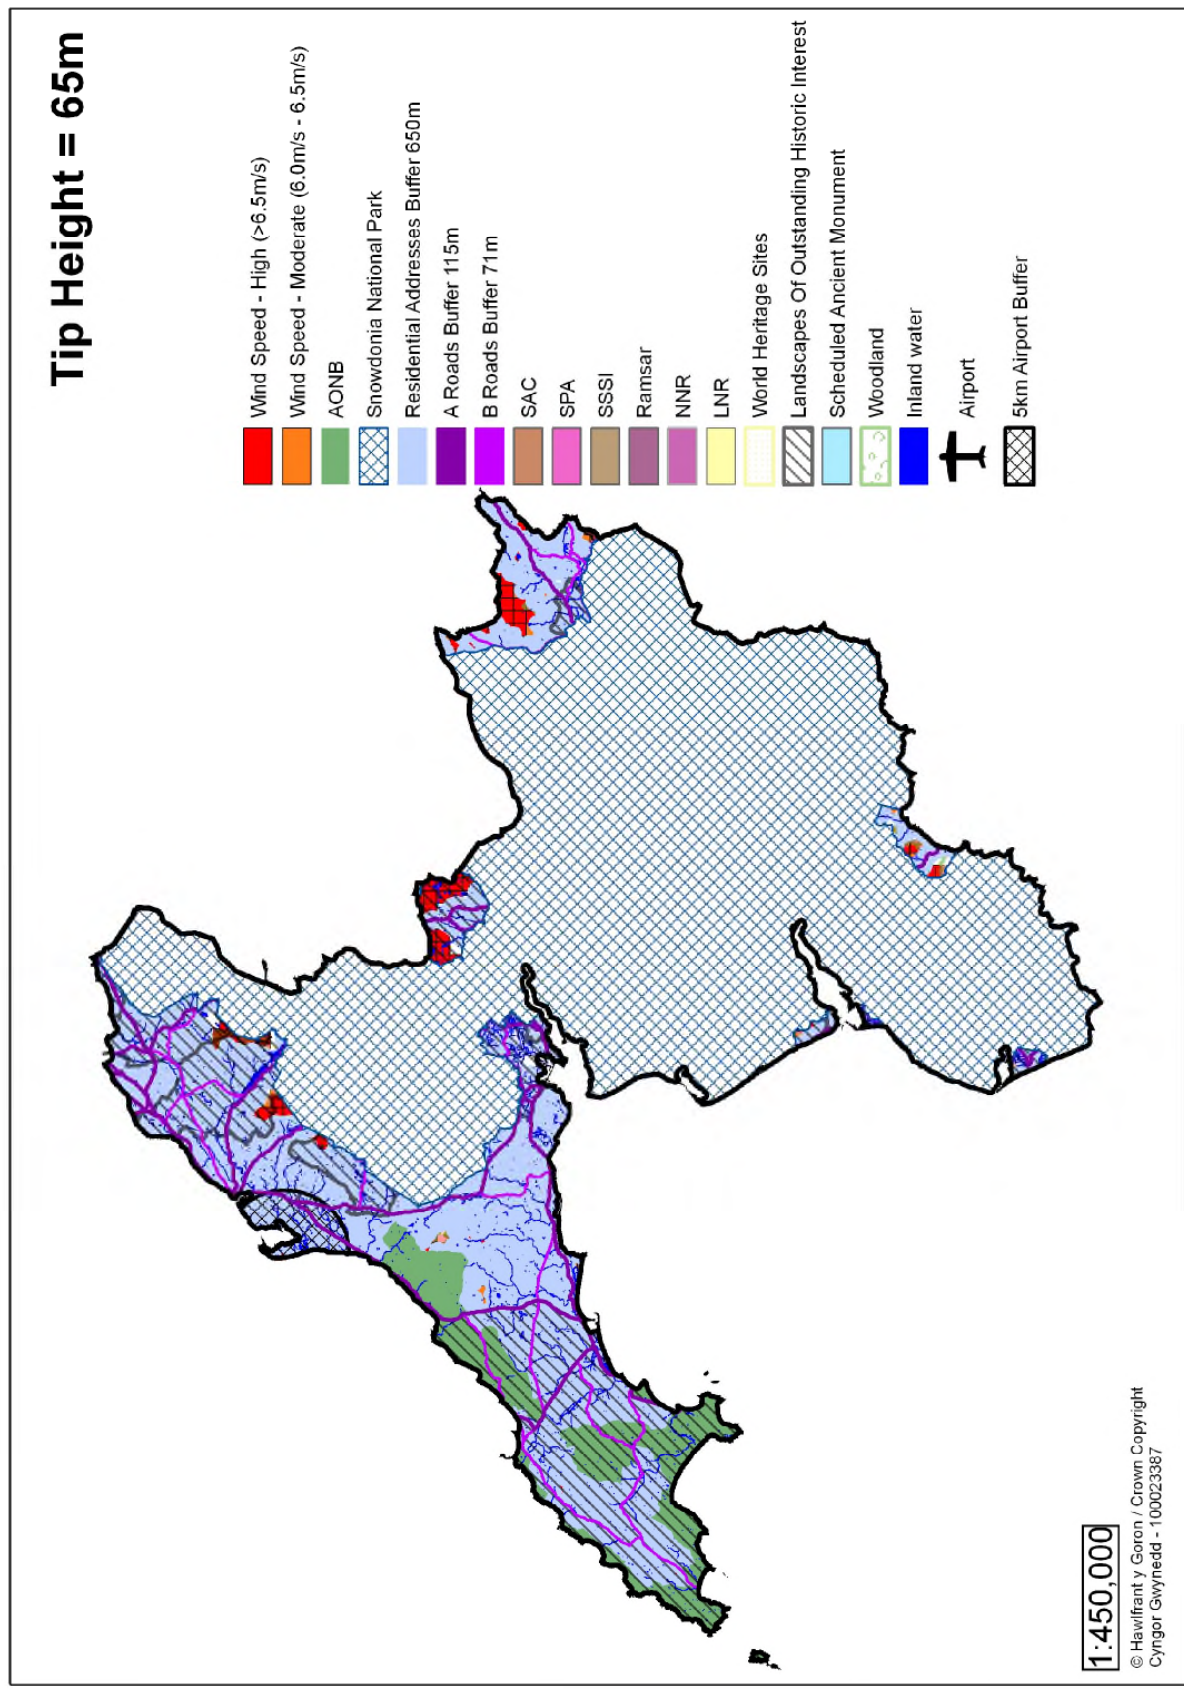 Tip Height = 65m
Wind Speed - High (>6.5m/s)
Wind Speed - Moderate (6.0m/s - 6.5m/s)
AONB
Snowdonia National Park
Residential Addresses Buffer 650m
A Roads Buffer 115m
B Roads Buffer 71m
SAC
SPA
SSSI
Ramsar
NNR
LNR
World Heritage Sites
Landscapes Of Outstanding Historic Interest
Scheduled Ancient Monument
Woodland
Inland water
Airport
5km Airport Buffer
1:450,000
© Hawlfraint y Goron / Crown Copyright
Cyngor Gwynedd - 100023387